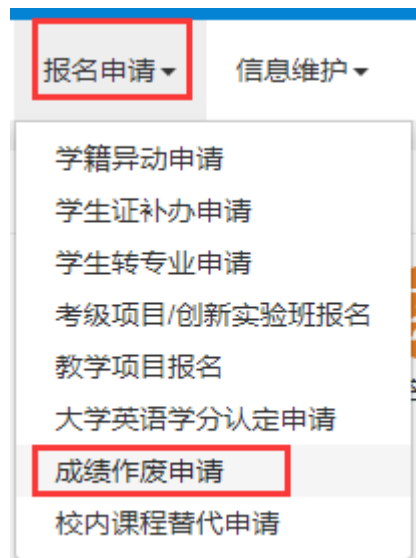 报名申请 信息维护
学籍异动申请
学生证补办申请
学生转专业申请
考级项目/创新实验班报名
教学项目报名
大学英语学分认定申请
成绩作废申请
校内课程替代申请